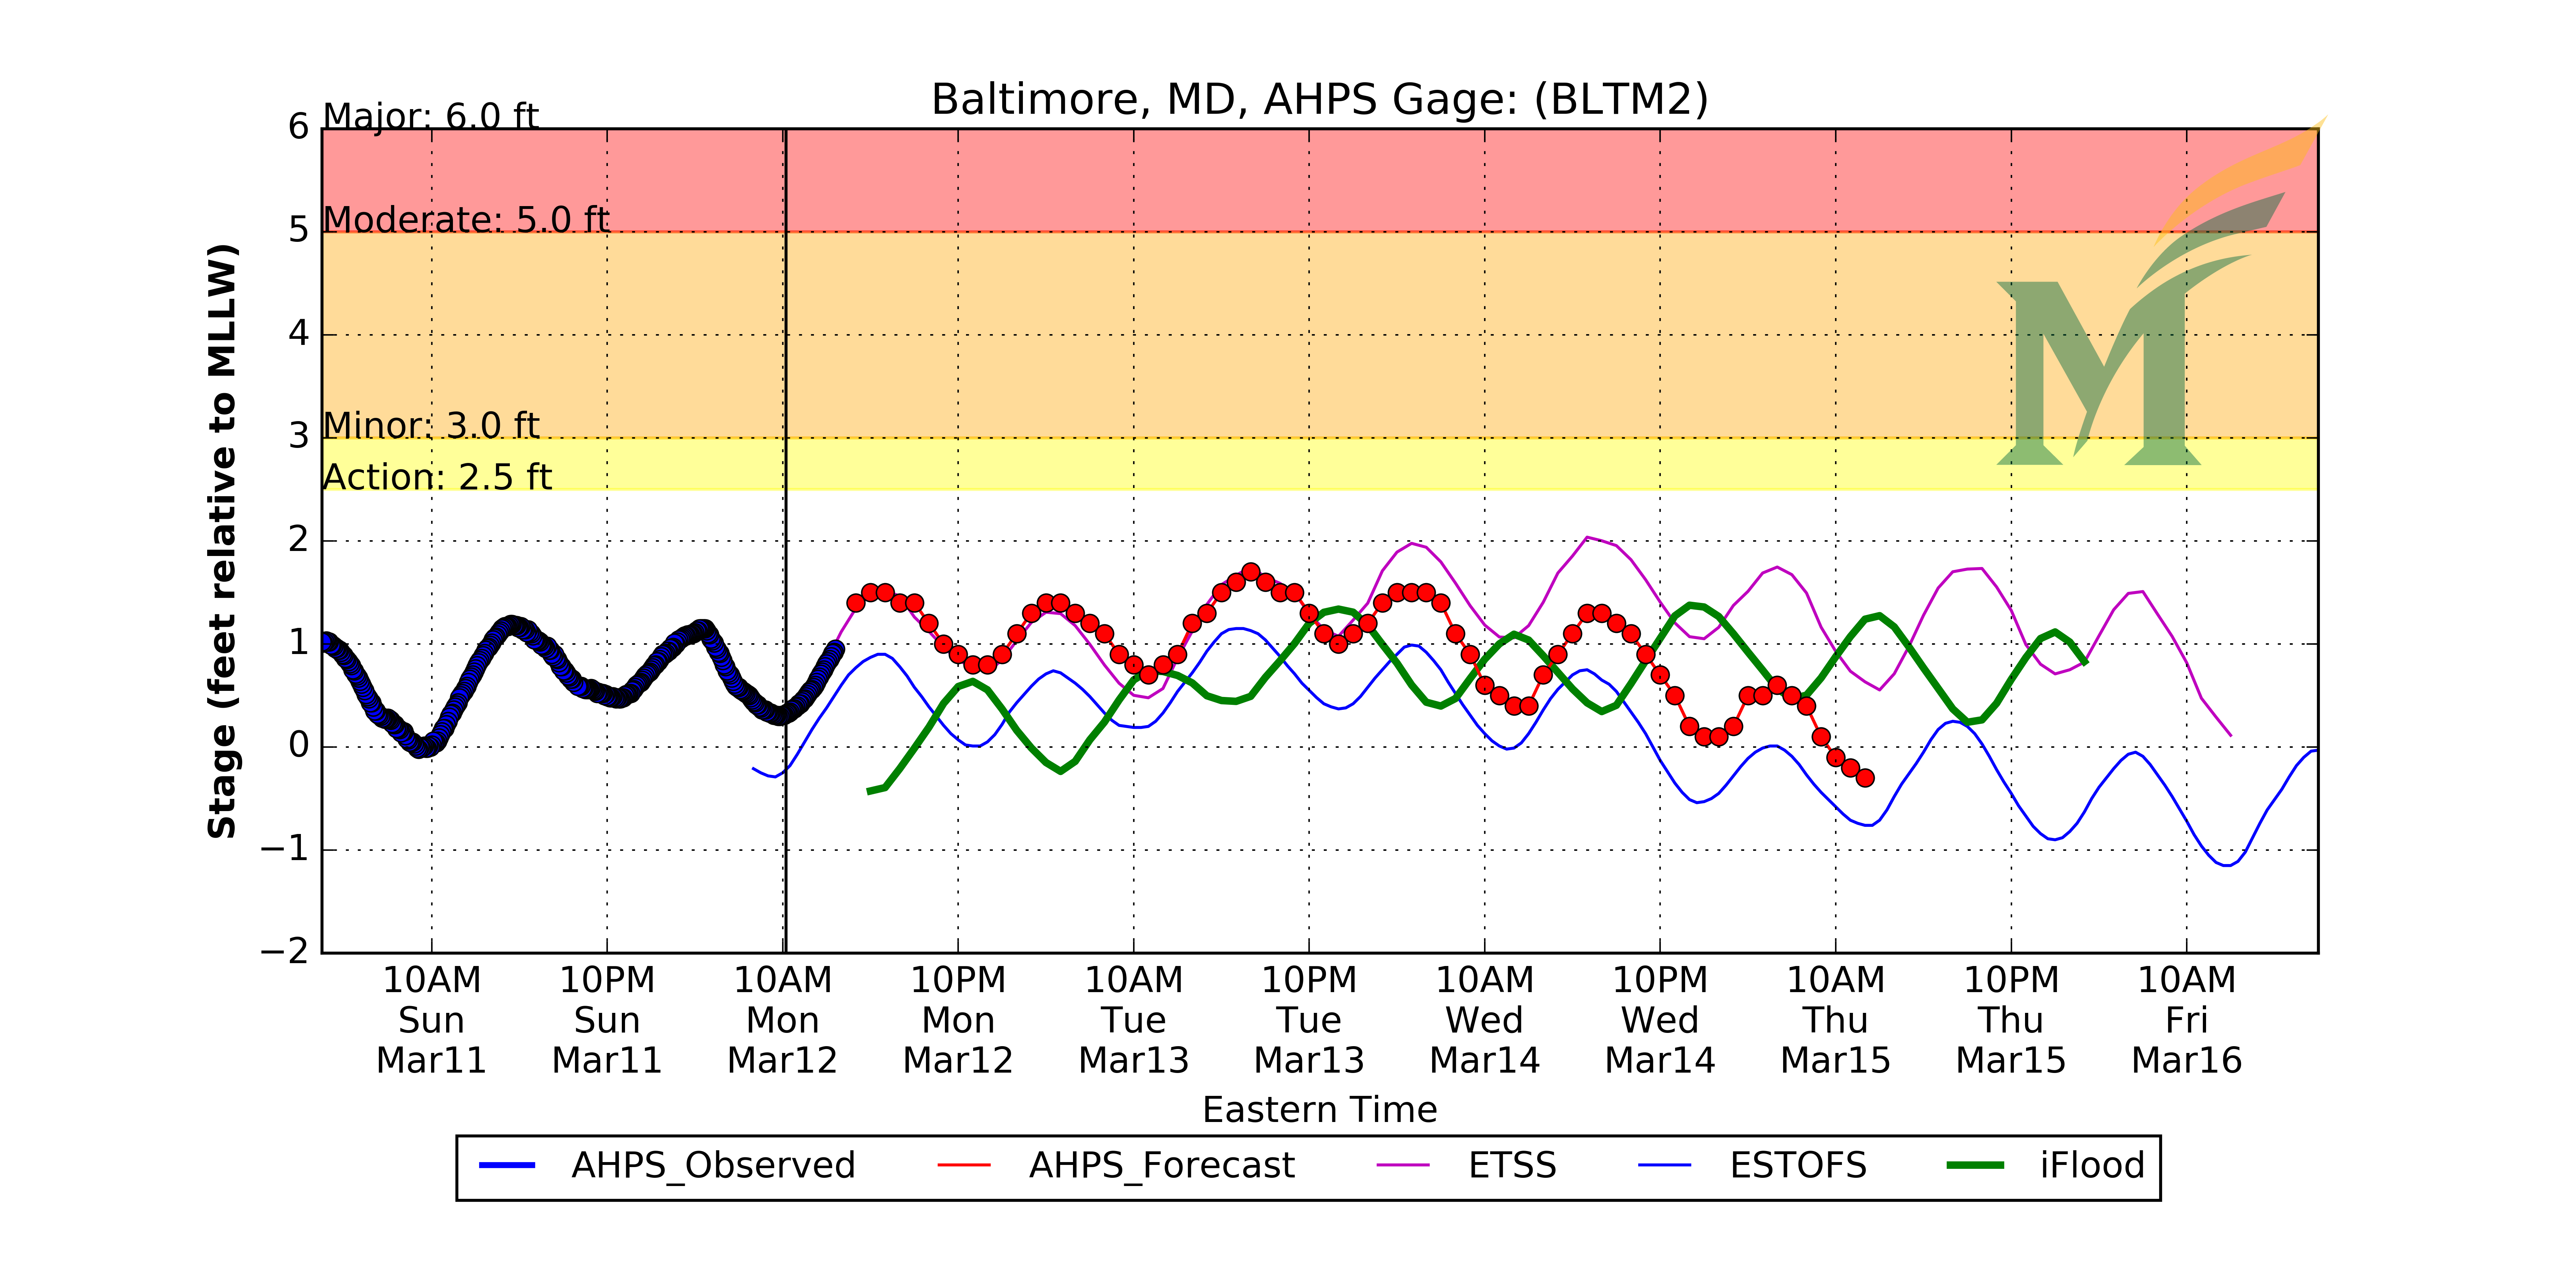 Baltimore, MD, AHPS Gage: (BLTM2)
Major: 6.0 ft
Moderate: 5.0 ft
Minor: 3.0 ft
Action: 2.5 ft
6
5
4
3
2
1
0
−1
−2
Stage (feet relative to MLLW)
10AM 10PM 10AM 10PM 10AM 10PM 10AM 10PM 10AM 10PM 10AM
Sun Sun Mon Mon Tue Tue Wed Wed Thu Thu Fri
Mar11 Mar11 Mar12 Mar12 Mar13 Mar13 Mar14 Mar14 Mar15 Mar15 Mar16
Eastern Time
AHPS_Observed AHPS_Forecast ETSS ESTOFS iFlood
M